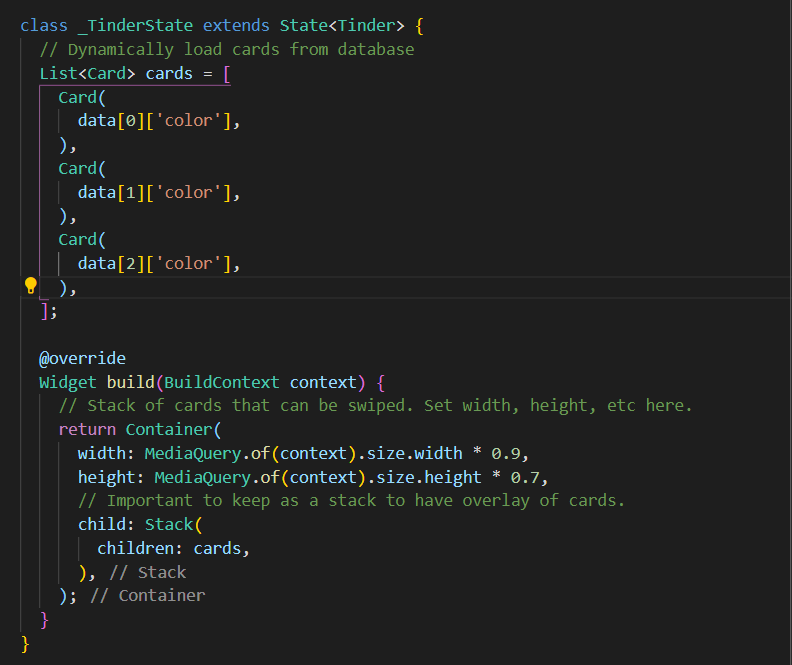 class _TinderState extends State<Tinder> {
  // Dynamically load cards from database
  List<Card> cards = [
    Card(
      data[0]['color'],
    ),
    Card(
      data[1]['color'],
    ),
    Card(
      data[2]['color'],
    ),
  ];

  @override
  Widget build(BuildContext context) {
    // Stack of cards that can be swiped. Set width, height, etc here.
    return Container(
      width: MediaQuery.of(context).size.width * 0.9,
      height: MediaQuery.of(context).size.height * 0.7,
      // Important to keep as a stack to have overlay of cards.
      child: Stack(
        children: cards,
      ), // Stack
    ); // Container
  }
}